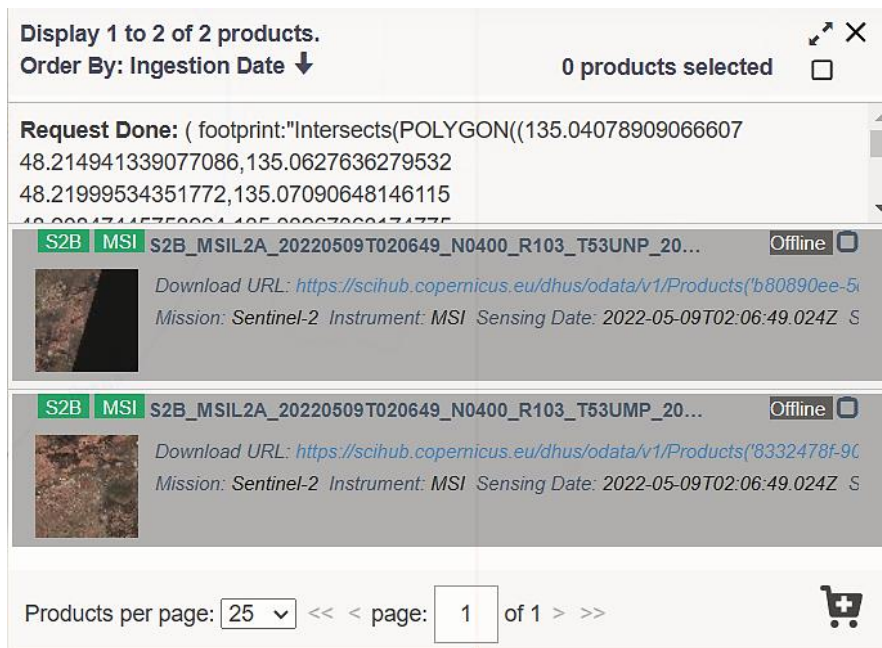 Display 1 to 2 of 2 products.
Order By: Ingestion Date
0 products selected
Request Done: ( footprint:"Intersects(POLYGON((135.04078909066607
48.214941339077086,135.0627636279532
48.21999534351772,135.07090648146115
S2B MSI S2B_MSIL2A_20220509T020649_N0400_R103_T53UNP_20... Offline
Download URL: https://scihub.copernicus.eu/dhus/odata/v1/Products('b80890ee-5
Mission: Sentinel-2 Instrument: MSI Sensing Date: 2022-05-09T02:06:49.024Z S
S2B MSI S2B_MSIL2A_20220509T020649_N0400_R103_T53UMP_20... Offline
Download URL: https://scihub.copernicus.eu/dhus/odata/v1/Products('8332478f-90
Mission: Sentinel-2 Instrument: MSI Sensing Date: 2022-05-09T02:06:49.024Z S
Products per page: 25 << < page: 1 of 1 > >>